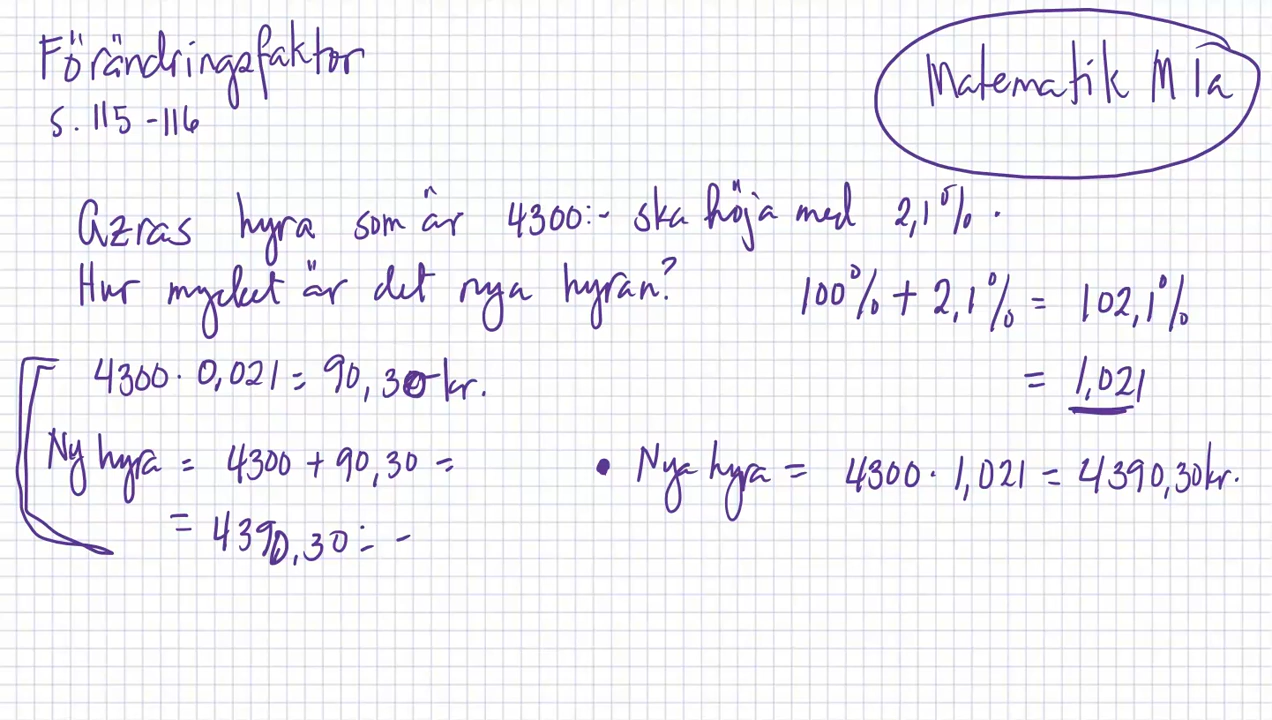 Förändringsfaktor
s. 115-116
Matematik M 1a
Azras hyra som är 4300:- ska höja med 2,1%.
Hur mycket är det nya hyran?
100% + 2,1% = 102,1%
= 1,021
4300 · 0,021 = 90,30 kr.
Ny hyra = 4300 + 90,30 =
= 4390,30:-
• Nya hyra = 4300 · 1,021 = 4390,30 kr.